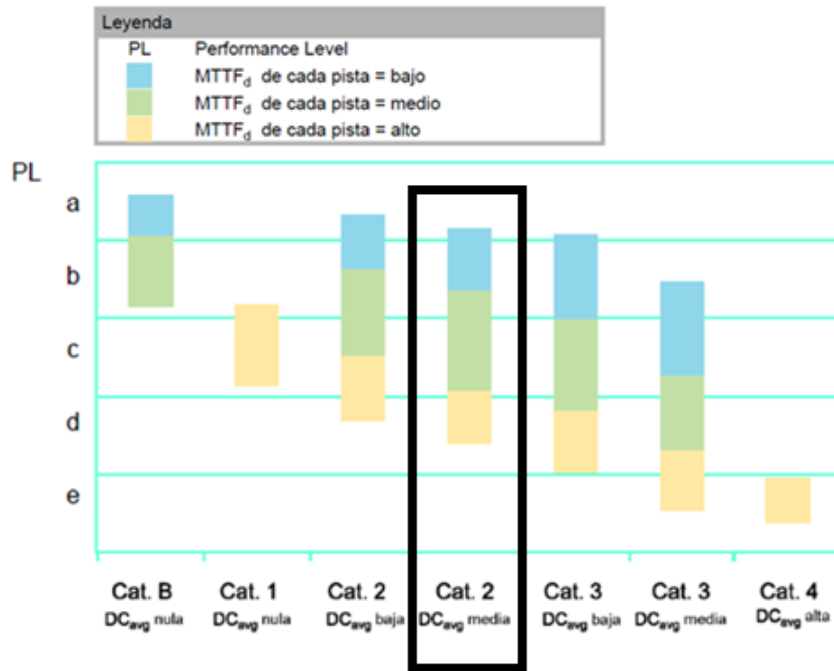 Leyenda
PL Performance Level
MTTFd de cada pista = bajo
MTTFd de cada pista = medio
MTTFd de cada pista = alto
PL
a
b
c
d
e
Cat. B Cat. 1 Cat. 2 Cat. 2 Cat. 3 Cat. 3 Cat. 4
DCavg nula DCavg nula DCavg baja DCavg media DCavg baja DCavg media DCavg alta